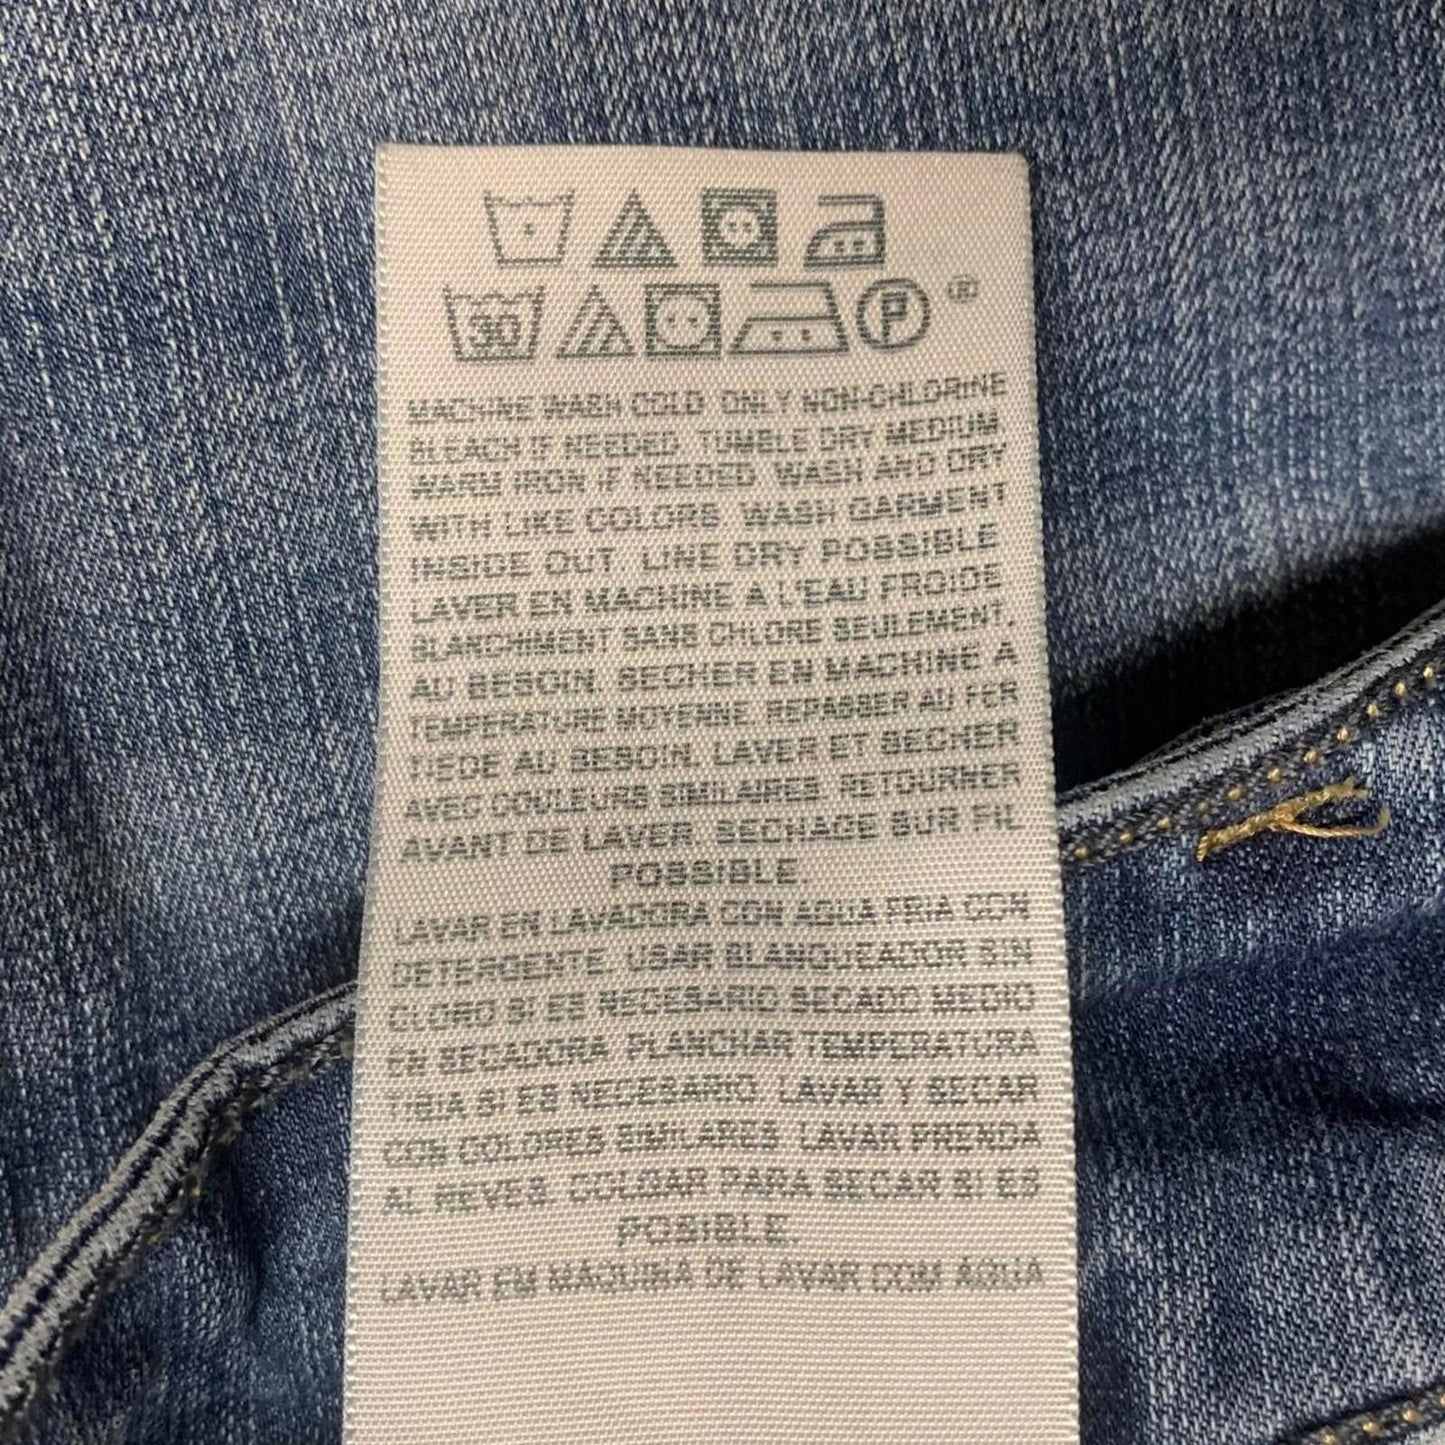 30 P ®
MACHINE WASH COLD. ONLY NON-CHLORINE
BLEACH IF NEEDED. TUMBLE DRY MEDIUM
WARM IRON IF NEEDED. WASH AND DRY
WITH LIKE COLORS. WASH GARMENT
INSIDE OUT. LINE DRY POSSIBLE
LAVER EN MACHINE A L'EAU FROIDE
BLANCHIMENT SANS CHLORE SEULEMENT.
AU BESOIN. SECHER EN MACHINE A
TEMPERATURE MOYENNE. REPASSER AU FER
TIEDE AU BESOIN. LAVER ET SECHER
AVEC COULEURS SIMILAIRES. RETOURNER
AVANT DE LAVER. SECHAGE SUR FIL
POSSIBLE.
LAVAR EN LAVADORA CON AGUA FRIA CON
DETERGENTE. USAR BLANQUEADOR SIN
CLORO SI ES NECESARIO SECADO MEDIO
EN SECADORA. PLANCHAR TEMPERATURA
TIBIA SI ES NECESARIO. LAVAR Y SECAR
CON COLORES SIMILARES. LAVAR PRENDA
AL REVES. COLGAR PARA SECAR SI ES
POSIBLE.
LAVAR EM MÁQUINA DE LAVAR COM ÁGUA